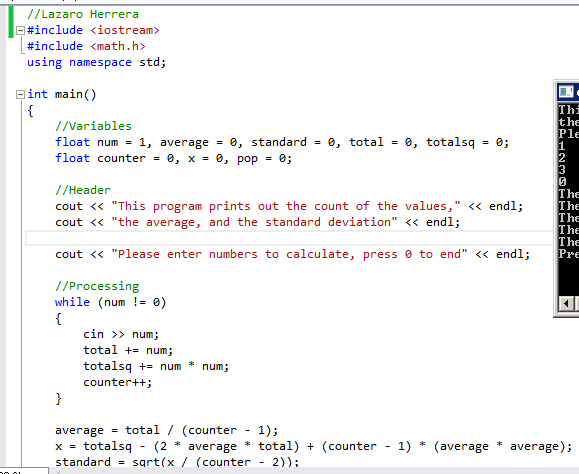 //Lazaro Herrera
#include <iostream>
#include <math.h>
using namespace std;
int main()
{
//Variables
float num = 1, average = 0, standard = 0, total = 0, totalsq = 0;
float counter = 0, x = 0, pop = 0;
//Header
cout << "This program prints out the count of the values," << endl;
cout << "the average, and the standard deviation" << endl;
cout << "Please enter numbers to calculate, press 0 to end" << endl;
//Processing
while (num != 0)
{
cin >> num;
total += num;
totalsq += num * num;
counter++;
}
average = total / (counter - 1);
x = totalsq - (2 * average * total) + (counter - 1) * (average * average);
standard = sqrt(x / (counter - 2));
Thi
the
Ple
1
2
3
0
The
The
The
The
The
Pre